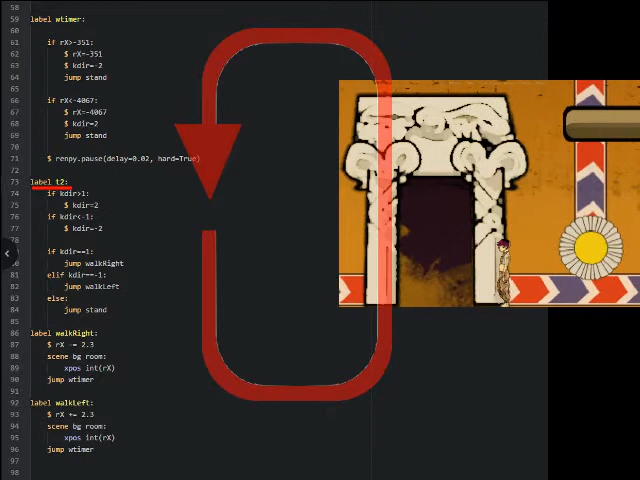 58
59 label wtimer:
60
61 if rX>-351:
62 $ rX=-351
63 $ kdir=-2
64 jump stand
65
66 if rX<-4067:
67 $ rX=-4067
68 $ kdir=2
69 jump stand
70
71 $ renpy.pause(delay=0.02, hard=True)
72
73 label t2:
74 if kdir>1:
75 $ kdir=2
76 if kdir<-1:
77 $ kdir=-2
78
if kdir==1:
80 jump walkRight
81 elif kdir==-1:
82 jump walkLeft
83 else:
84 jump stand
85
86 label walkRight:
87 $ rX -= 2.3
88 scene bg room:
89 xpos int(rX)
90 jump wtimer
91
92 label walkLeft:
93 $ rX += 2.3
94 scene bg room:
95 xpos int(rX)
96 jump wtimer
97
98